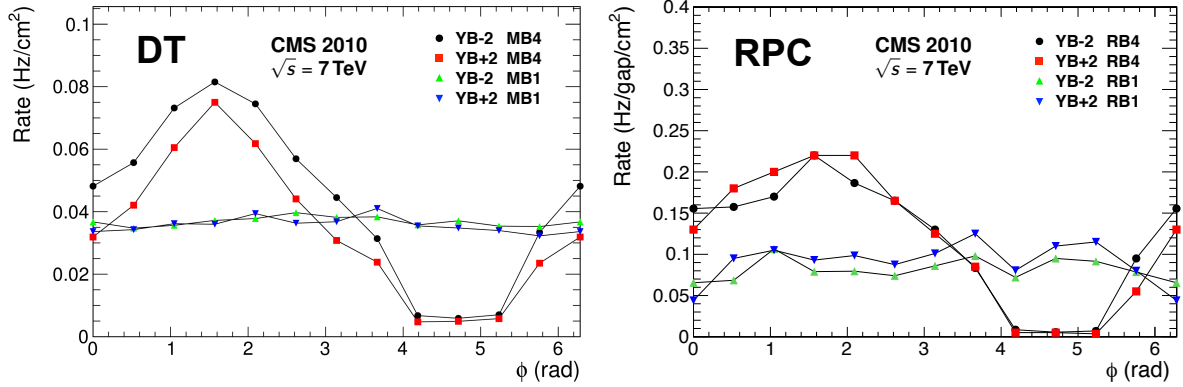 DT
CMS 2010
√s = 7 TeV
YB-2 MB4
YB+2 MB4
YB-2 MB1
YB+2 MB1
Rate (Hz/cm²)
0.1
0.08
0.06
0.04
0.02
0
0 1 2 3 4 5 6
ϕ (rad)
RPC
CMS 2010
√s = 7 TeV
YB-2 RB4
YB+2 RB4
YB-2 RB1
YB+2 RB1
Rate (Hz/gap/cm²)
0.4
0.35
0.3
0.25
0.2
0.15
0.1
0.05
0
0 1 2 3 4 5 6
ϕ (rad)